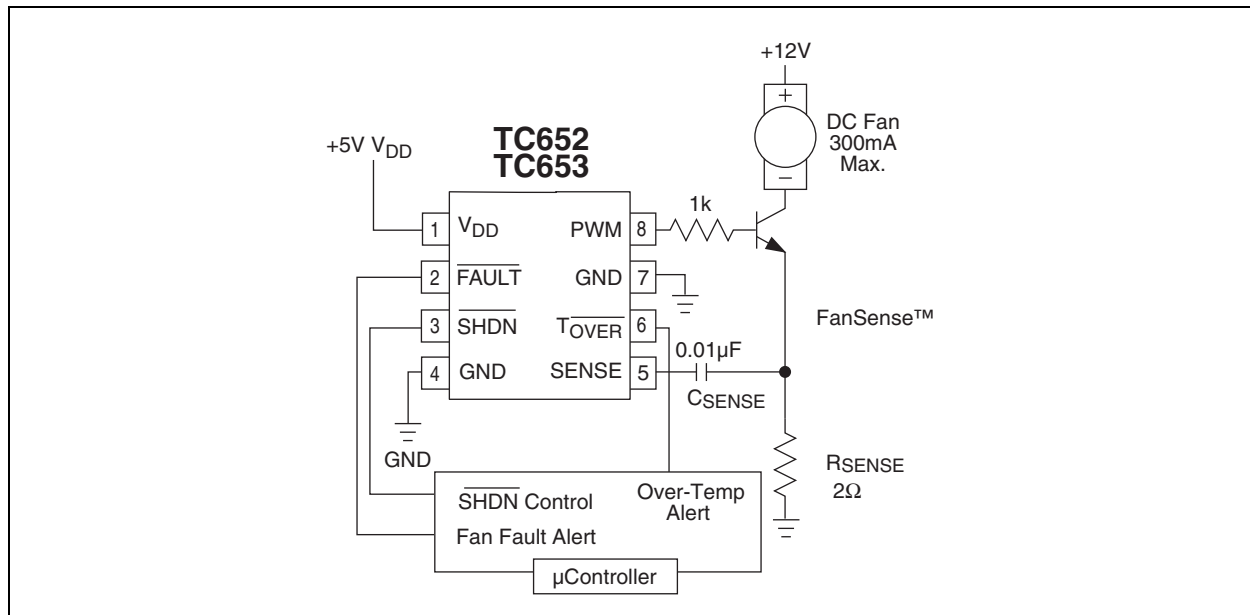 +12V
+
DC Fan
300mA
Max.
−
TC652
TC653
+5V VDD
1k
1 VDD PWM 8
2 FAULT GND 7
3 SHDN TOVER 6
4 GND SENSE 5
FanSense™
0.01µF
CSENSE
GND
RSENSE
2Ω
SHDN Control
Over-Temp
Alert
Fan Fault Alert
µController